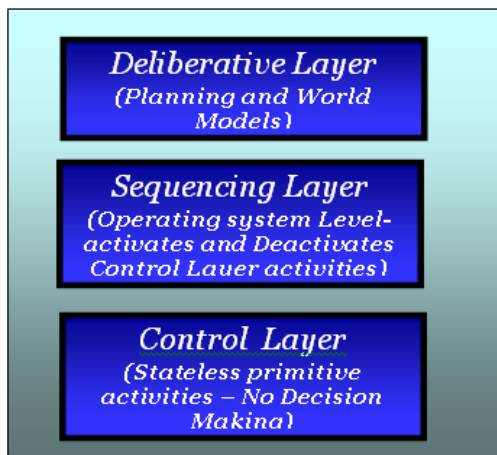 Deliberative Layer
(Planning and World
Models)
Sequencing Layer
(Operating system Level-
activates and Deactivates
Control Lauer activities)
Control Layer
(Stateless primitive
activities – No Decision
Makina)